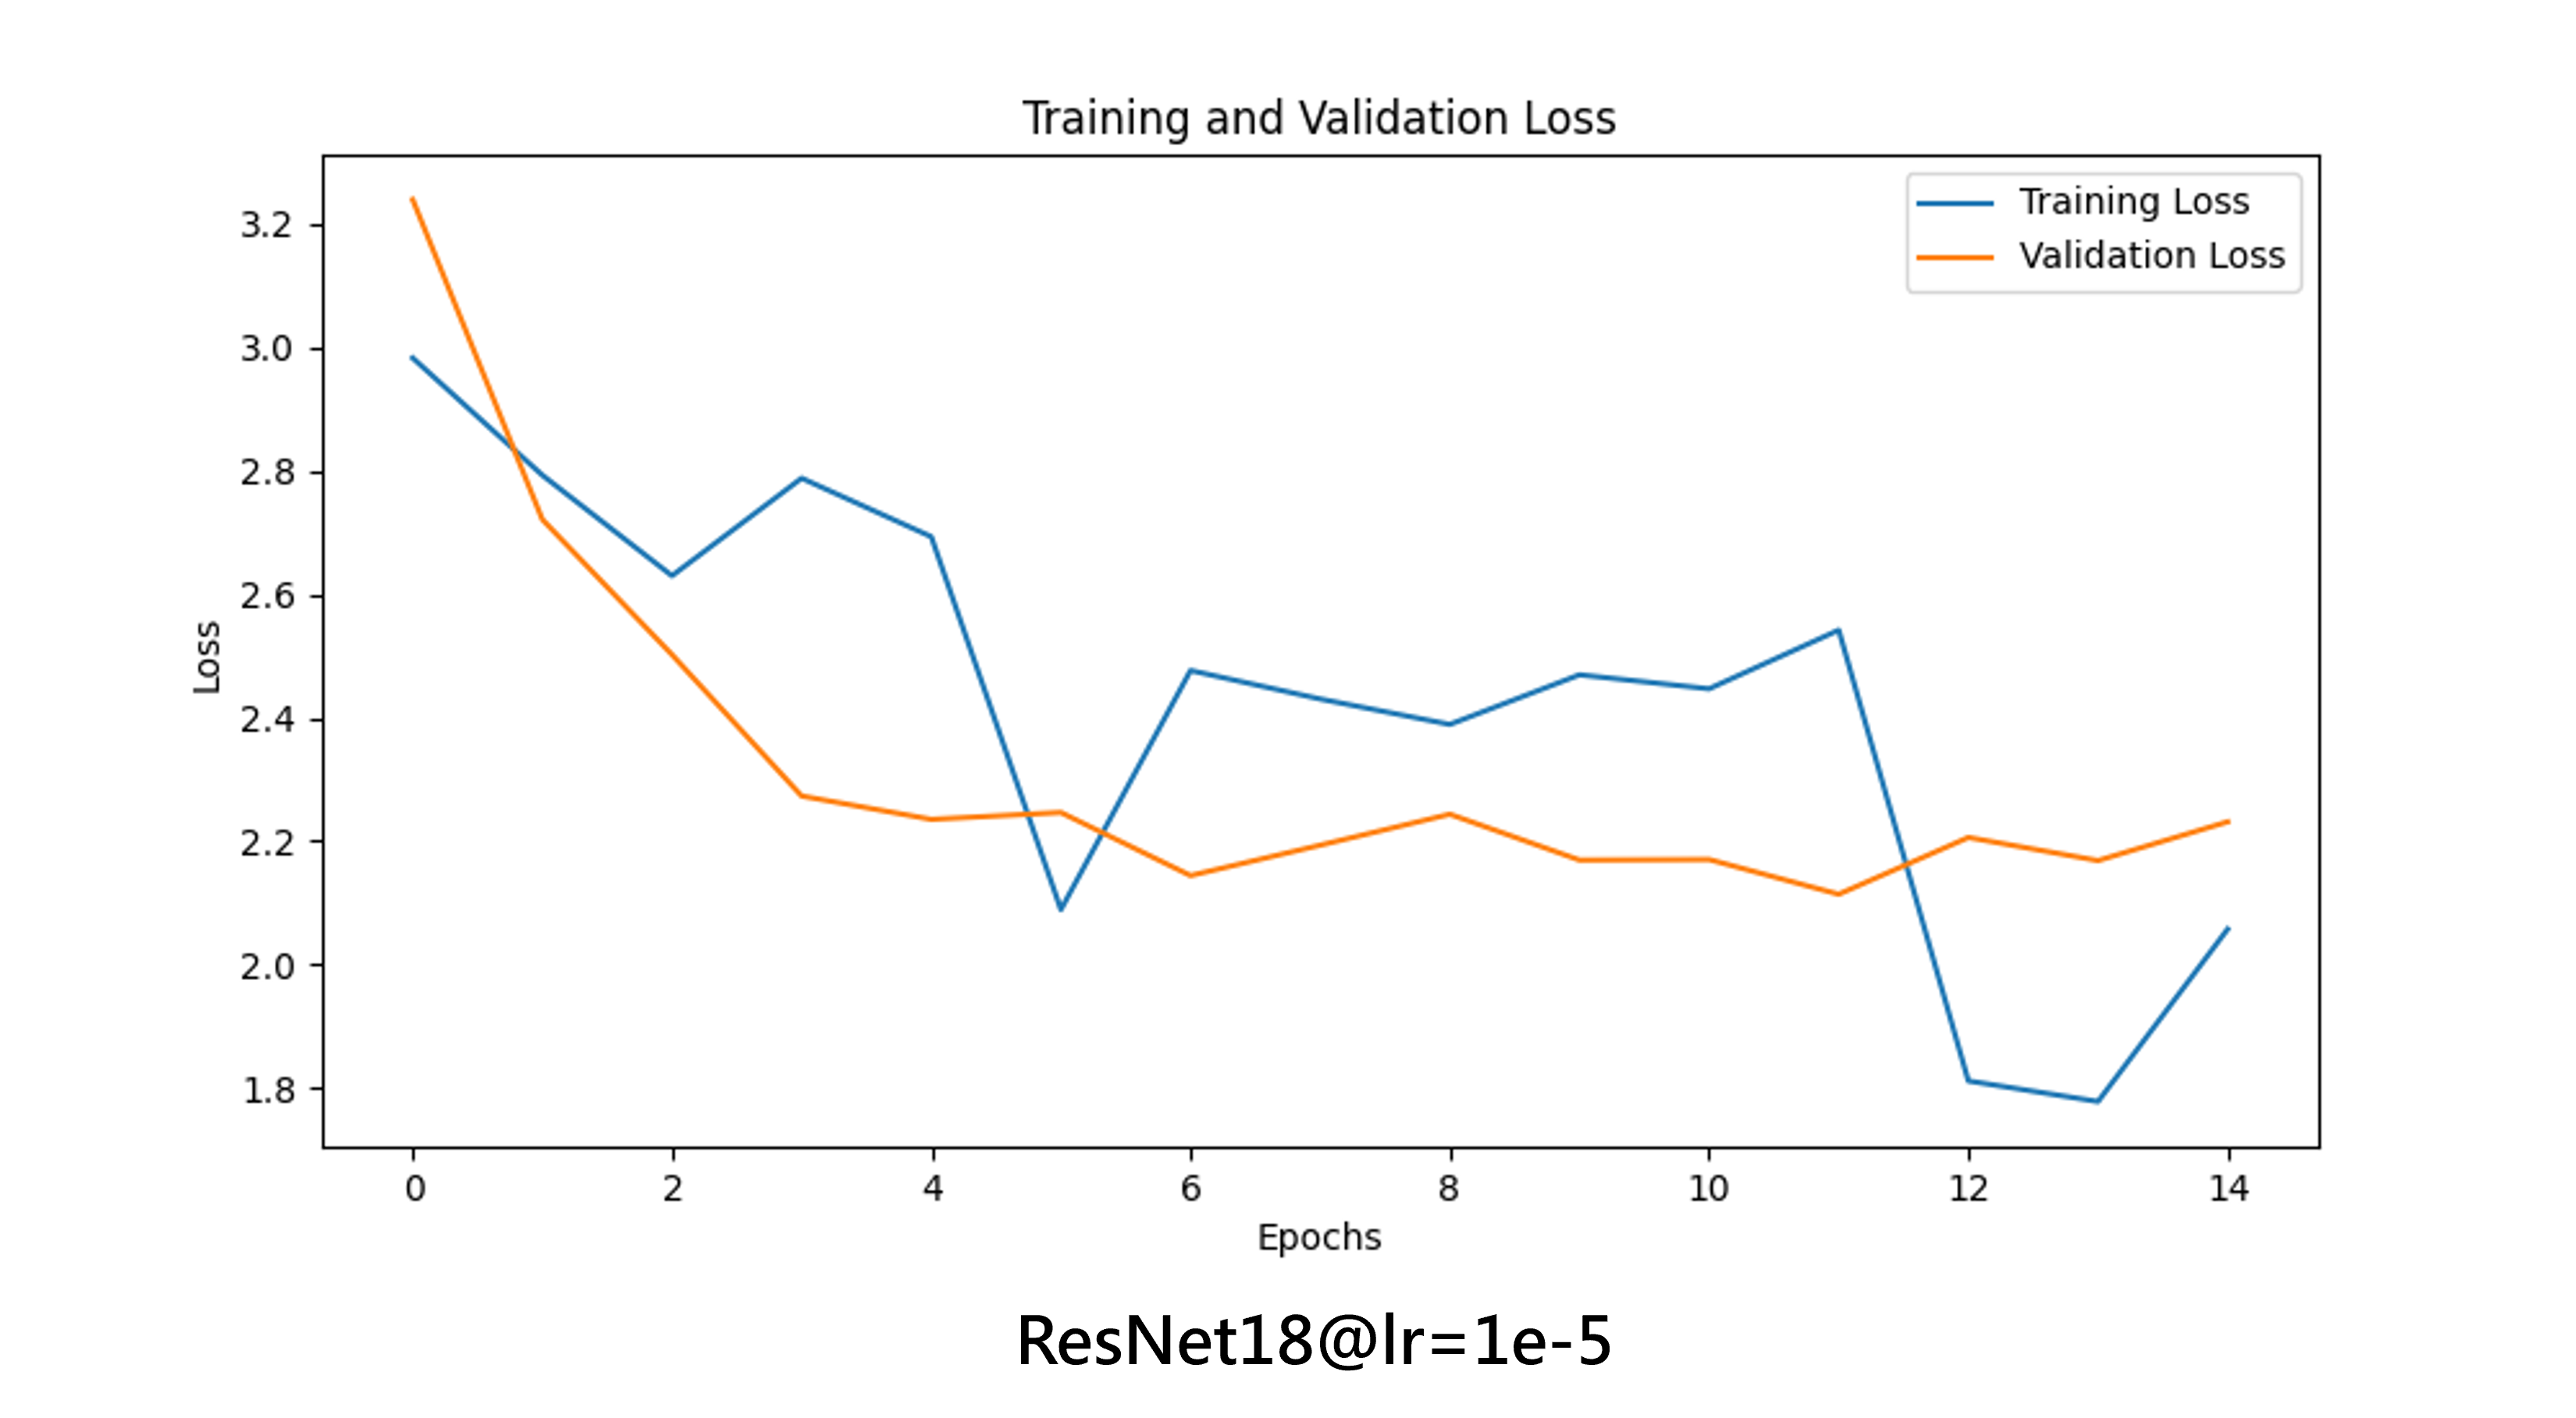 Training and Validation Loss
Training Loss
Validation Loss
3.2
3.0
2.8
2.6
2.4
2.2
2.0
1.8
Loss
0 2 4 6 8 10 12 14
Epochs
ResNet18@lr=1e-5